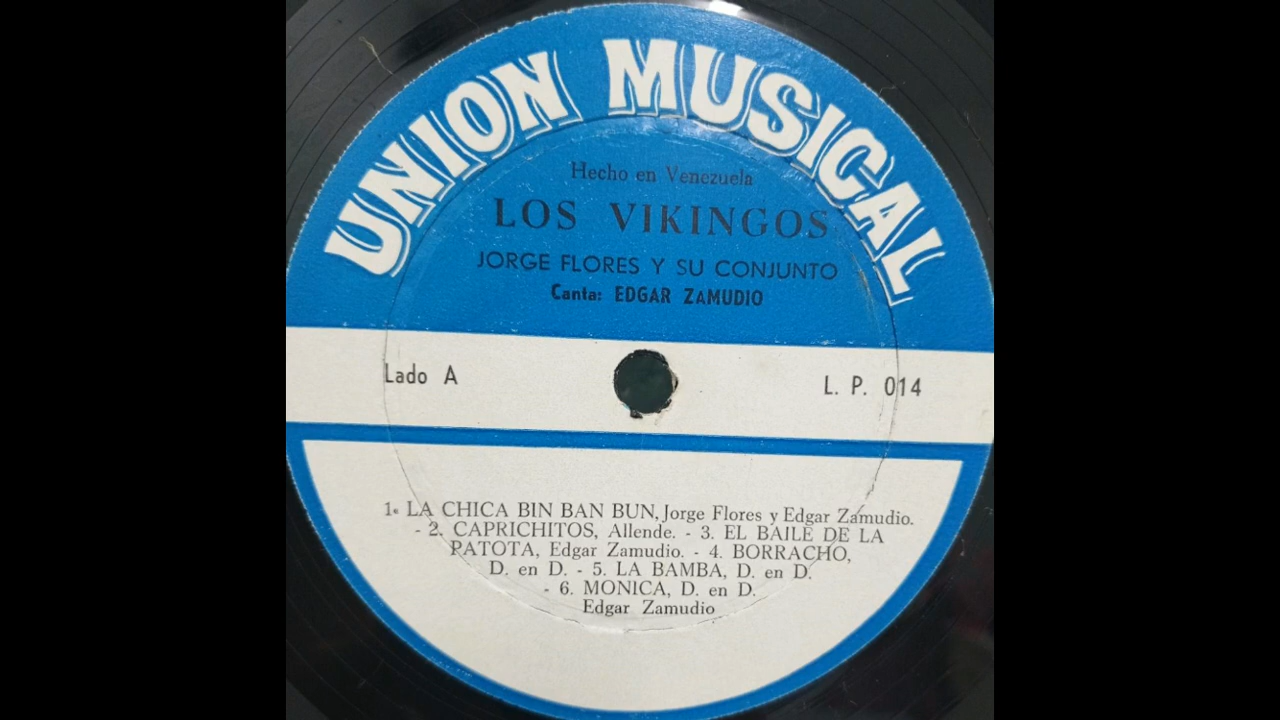 UNION MUSICAL
Hecho en Venezuela
LOS VIKINGOS
JORGE FLORES Y SU CONJUNTO
Canta: EDGAR ZAMUDIO
Lado A
L. P. 014
1. LA CHICA BIN BAN BUN, Jorge Flores y Edgar Zamudio.
- 2. CAPRICHITOS, Allende. - 3. EL BAILE DE LA
PATOTA, Edgar Zamudio. - 4. BORRACHO,
D. en D. - 5. LA BAMBA, D. en D.
- 6. MONICA, D. en D.
Edgar Zamudio